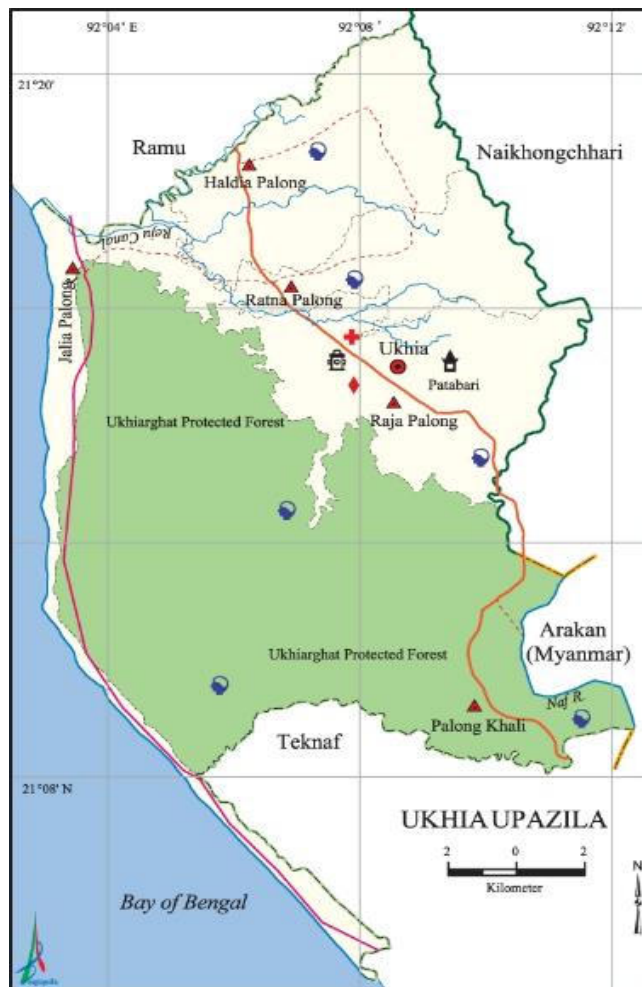 92°04' E
92°08'
92°12'
21°20'
Ramu
Naikhongchhari
Haldia Palong
Reju Canal
Ratna Palong
Jalia Palong
Ukhia
Patabari
Ukhiarghat Protected Forest
Raja Palong
Arakan
(Myanmar)
Ukhiarghat Protected Forest
Naf R.
Palong Khali
Teknaf
21°08' N
UKHIA UPAZILA
2 0 2
Kilometer
N
Bay of Bengal